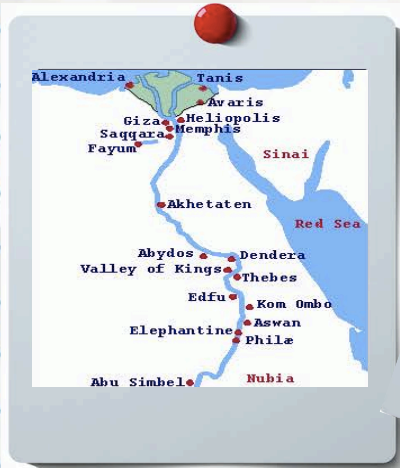 Alexandria
Tanis
Avaris
Giza
Heliopolis
Memphis
Saqqara
Fayum
Sinai
Akhetaten
Red Sea
Abydos
Dendera
Valley of Kings
Thebes
Edfu
Kom Ombo
Aswan
Elephantine
Philæ
Abu Simbel
Nubia